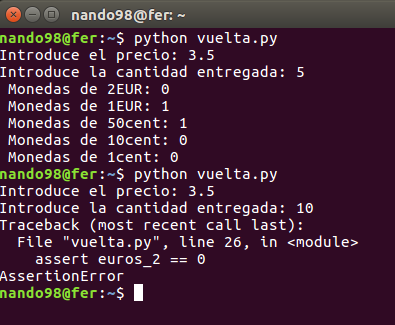 nando98@fer: ~
nando98@fer:~$ python vuelta.py
Introduce el precio: 3.5
Introduce la cantidad entregada: 5
 Monedas de 2EUR: 0
 Monedas de 1EUR: 1
 Monedas de 50cent: 1
 Monedas de 10cent: 0
 Monedas de 1cent: 0
nando98@fer:~$ python vuelta.py
Introduce el precio: 3.5
Introduce la cantidad entregada: 10
Traceback (most recent call last):
  File "vuelta.py", line 26, in <module>
    assert euros_2 == 0
AssertionError
nando98@fer:~$